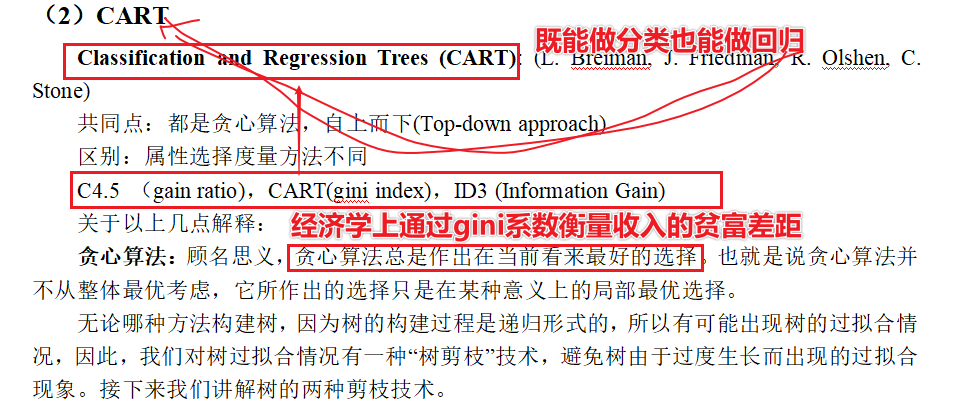 （2）CART
既能做分类也能做回归
Classification and Regression Trees (CART): (L. Breiman, J. Friedman, R. Olshen, C.
Stone)
共同点：都是贪心算法，自上而下(Top-down approach)
区别：属性选择度量方法不同
C4.5 （gain ratio)，CART(gini index)，ID3 (Information Gain)
关于以上几点解释：
经济学上通过gini系数衡量收入的贫富差距
贪心算法：顾名思义，贪心算法总是作出在当前看来最好的选择。也就是说贪心算法并
不从整体最优考虑，它所作出的选择只是在某种意义上的局部最优选择。
无论哪种方法构建树，因为树的构建过程是递归形式的，所以有可能出现树的过拟合情
况，因此，我们对树过拟合情况有一种“树剪枝”技术，避免树由于过度生长而出现的过拟合
现象。接下来我们讲解树的两种剪枝技术。